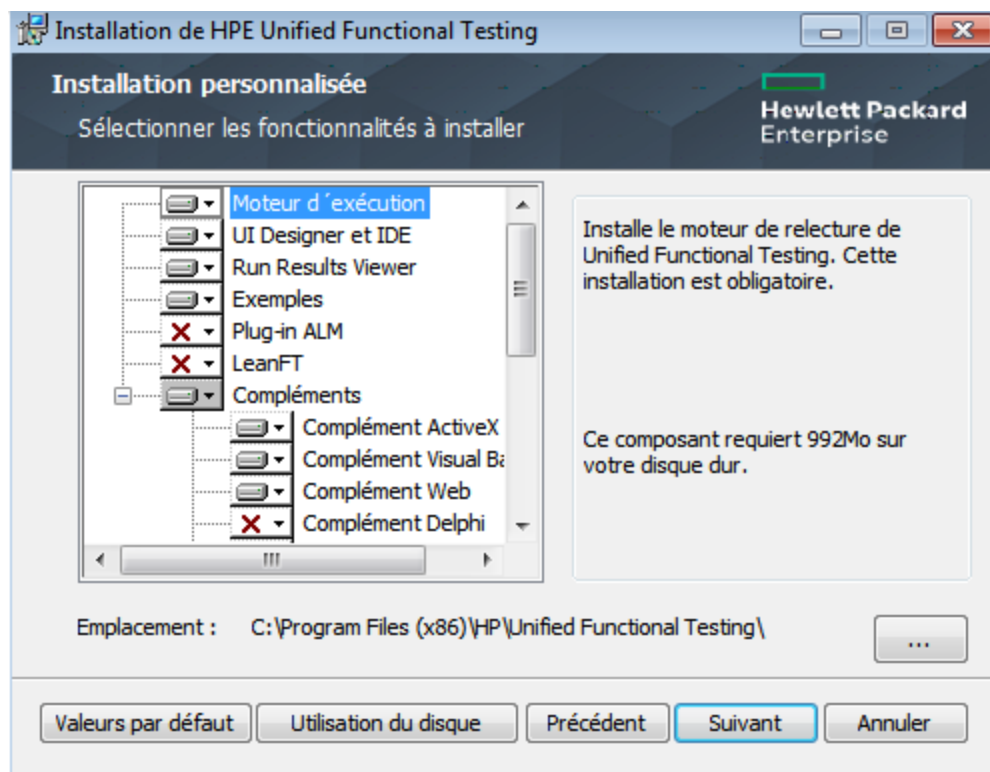 Installation de HPE Unified Functional Testing
Installation personnalisée
Sélectionner les fonctionnalités à installer
Hewlett Packard
Enterprise
Moteur d´exécution
UI Designer et IDE
Run Results Viewer
Exemples
Plug-in ALM
LeanFT
Compléments
Complément ActiveX
Complément Visual Ba
Complément Web
Complément Delphi
Installe le moteur de relecture de
Unified Functional Testing. Cette
installation est obligatoire.
Ce composant requiert 992Mo sur
votre disque dur.
Emplacement : C:\Program Files (x86)\HP\Unified Functional Testing\
...
Valeurs par défaut Utilisation du disque Précédent Suivant Annuler